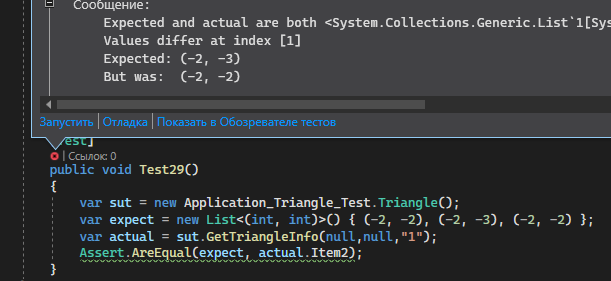 Сообщение:
Expected and actual are both <System.Collections.Generic.List`1[Sys
Values differ at index [1]
Expected: (-2, -3)
But was:  (-2, -2)
Запустить | Отладка | Показать в Обозревателе тестов
est]
| Ссылок: 0
public void Test29()
{
var sut = new Application_Triangle_Test.Triangle();
var expect = new List<(int, int)>() { (-2, -2), (-2, -3), (-2, -2) };
var actual = sut.GetTriangleInfo(null,null,"1");
Assert.AreEqual(expect, actual.Item2);
}